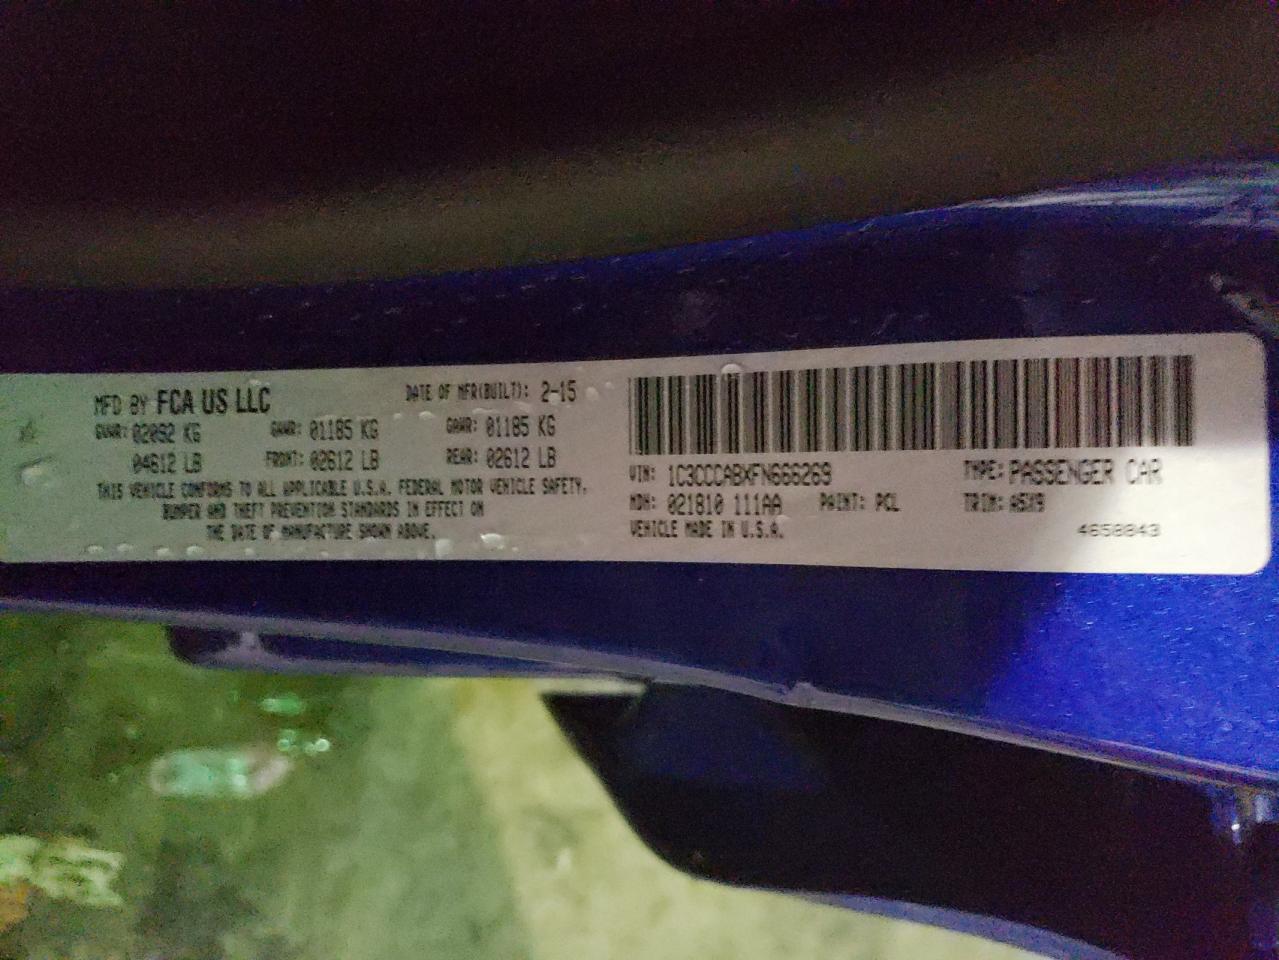 MFD BY FCA US LLC DATE OF MFR(BUILT): 2-15
GVWR: 02092 KG GAWR: 01185 KG GAWR: 01185 KG
04612 LB FRONT: 02612 LB REAR: 02612 LB
THIS VEHICLE CONFORMS TO ALL APPLICABLE U.S.A. FEDERAL MOTOR VEHICLE SAFETY,
BUMPER AND THEFT PREVENTION STANDARDS IN EFFECT ON
THE DATE OF MANUFACTURE SHOWN ABOVE.
VIN: 1C3CCCABXFN666269 TYPE: PASSENGER CAR
MDH: 021810 111AA PAINT: PCL TRIM: A5X9
VEHICLE MADE IN U.S.A.
4658843